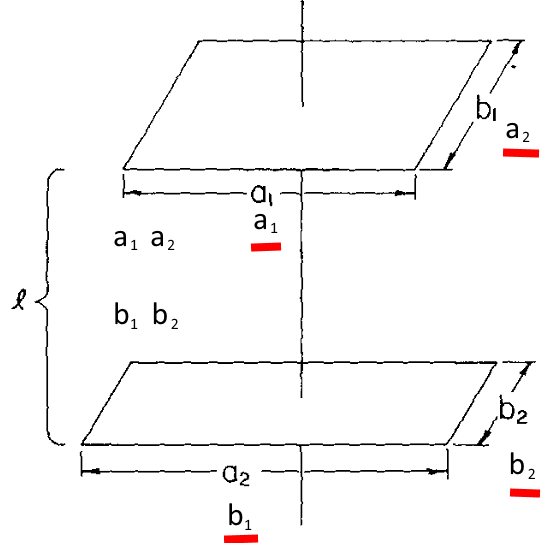 b₁
a₂
a₁
a₁
a₁ a₂
ℓ
b₁ b₂
b₂
a₂
b₂
b₁